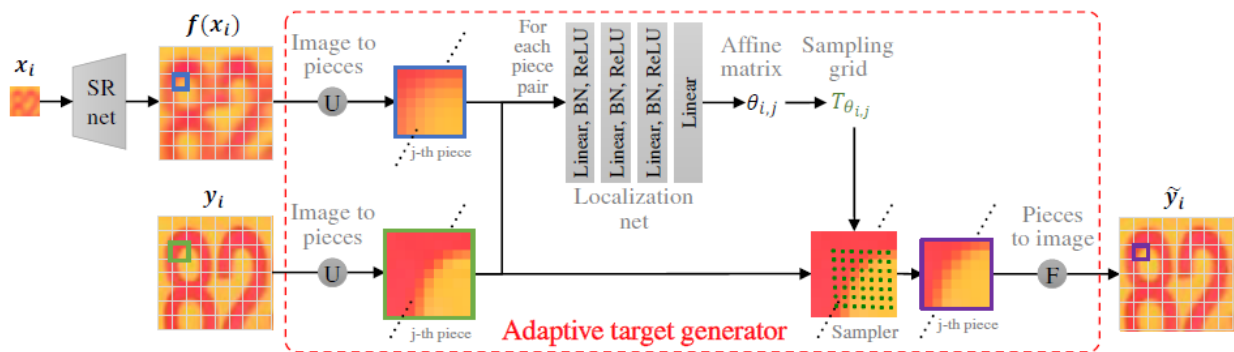 x_i
SR
net
f(x_i)
Image to
pieces
U
j-th piece
For
each
piece
pair
Linear, BN, ReLU
Linear, BN, ReLU
Linear, BN, ReLU
Linear
Localization
net
Affine
matrix
θ_{i,j}
Sampling
grid
T_{θ_{i,j}}
y_i
Image to
pieces
U
j-th piece
Adaptive target generator
Sampler
j-th piece
Pieces
to image
F
ỹ_i